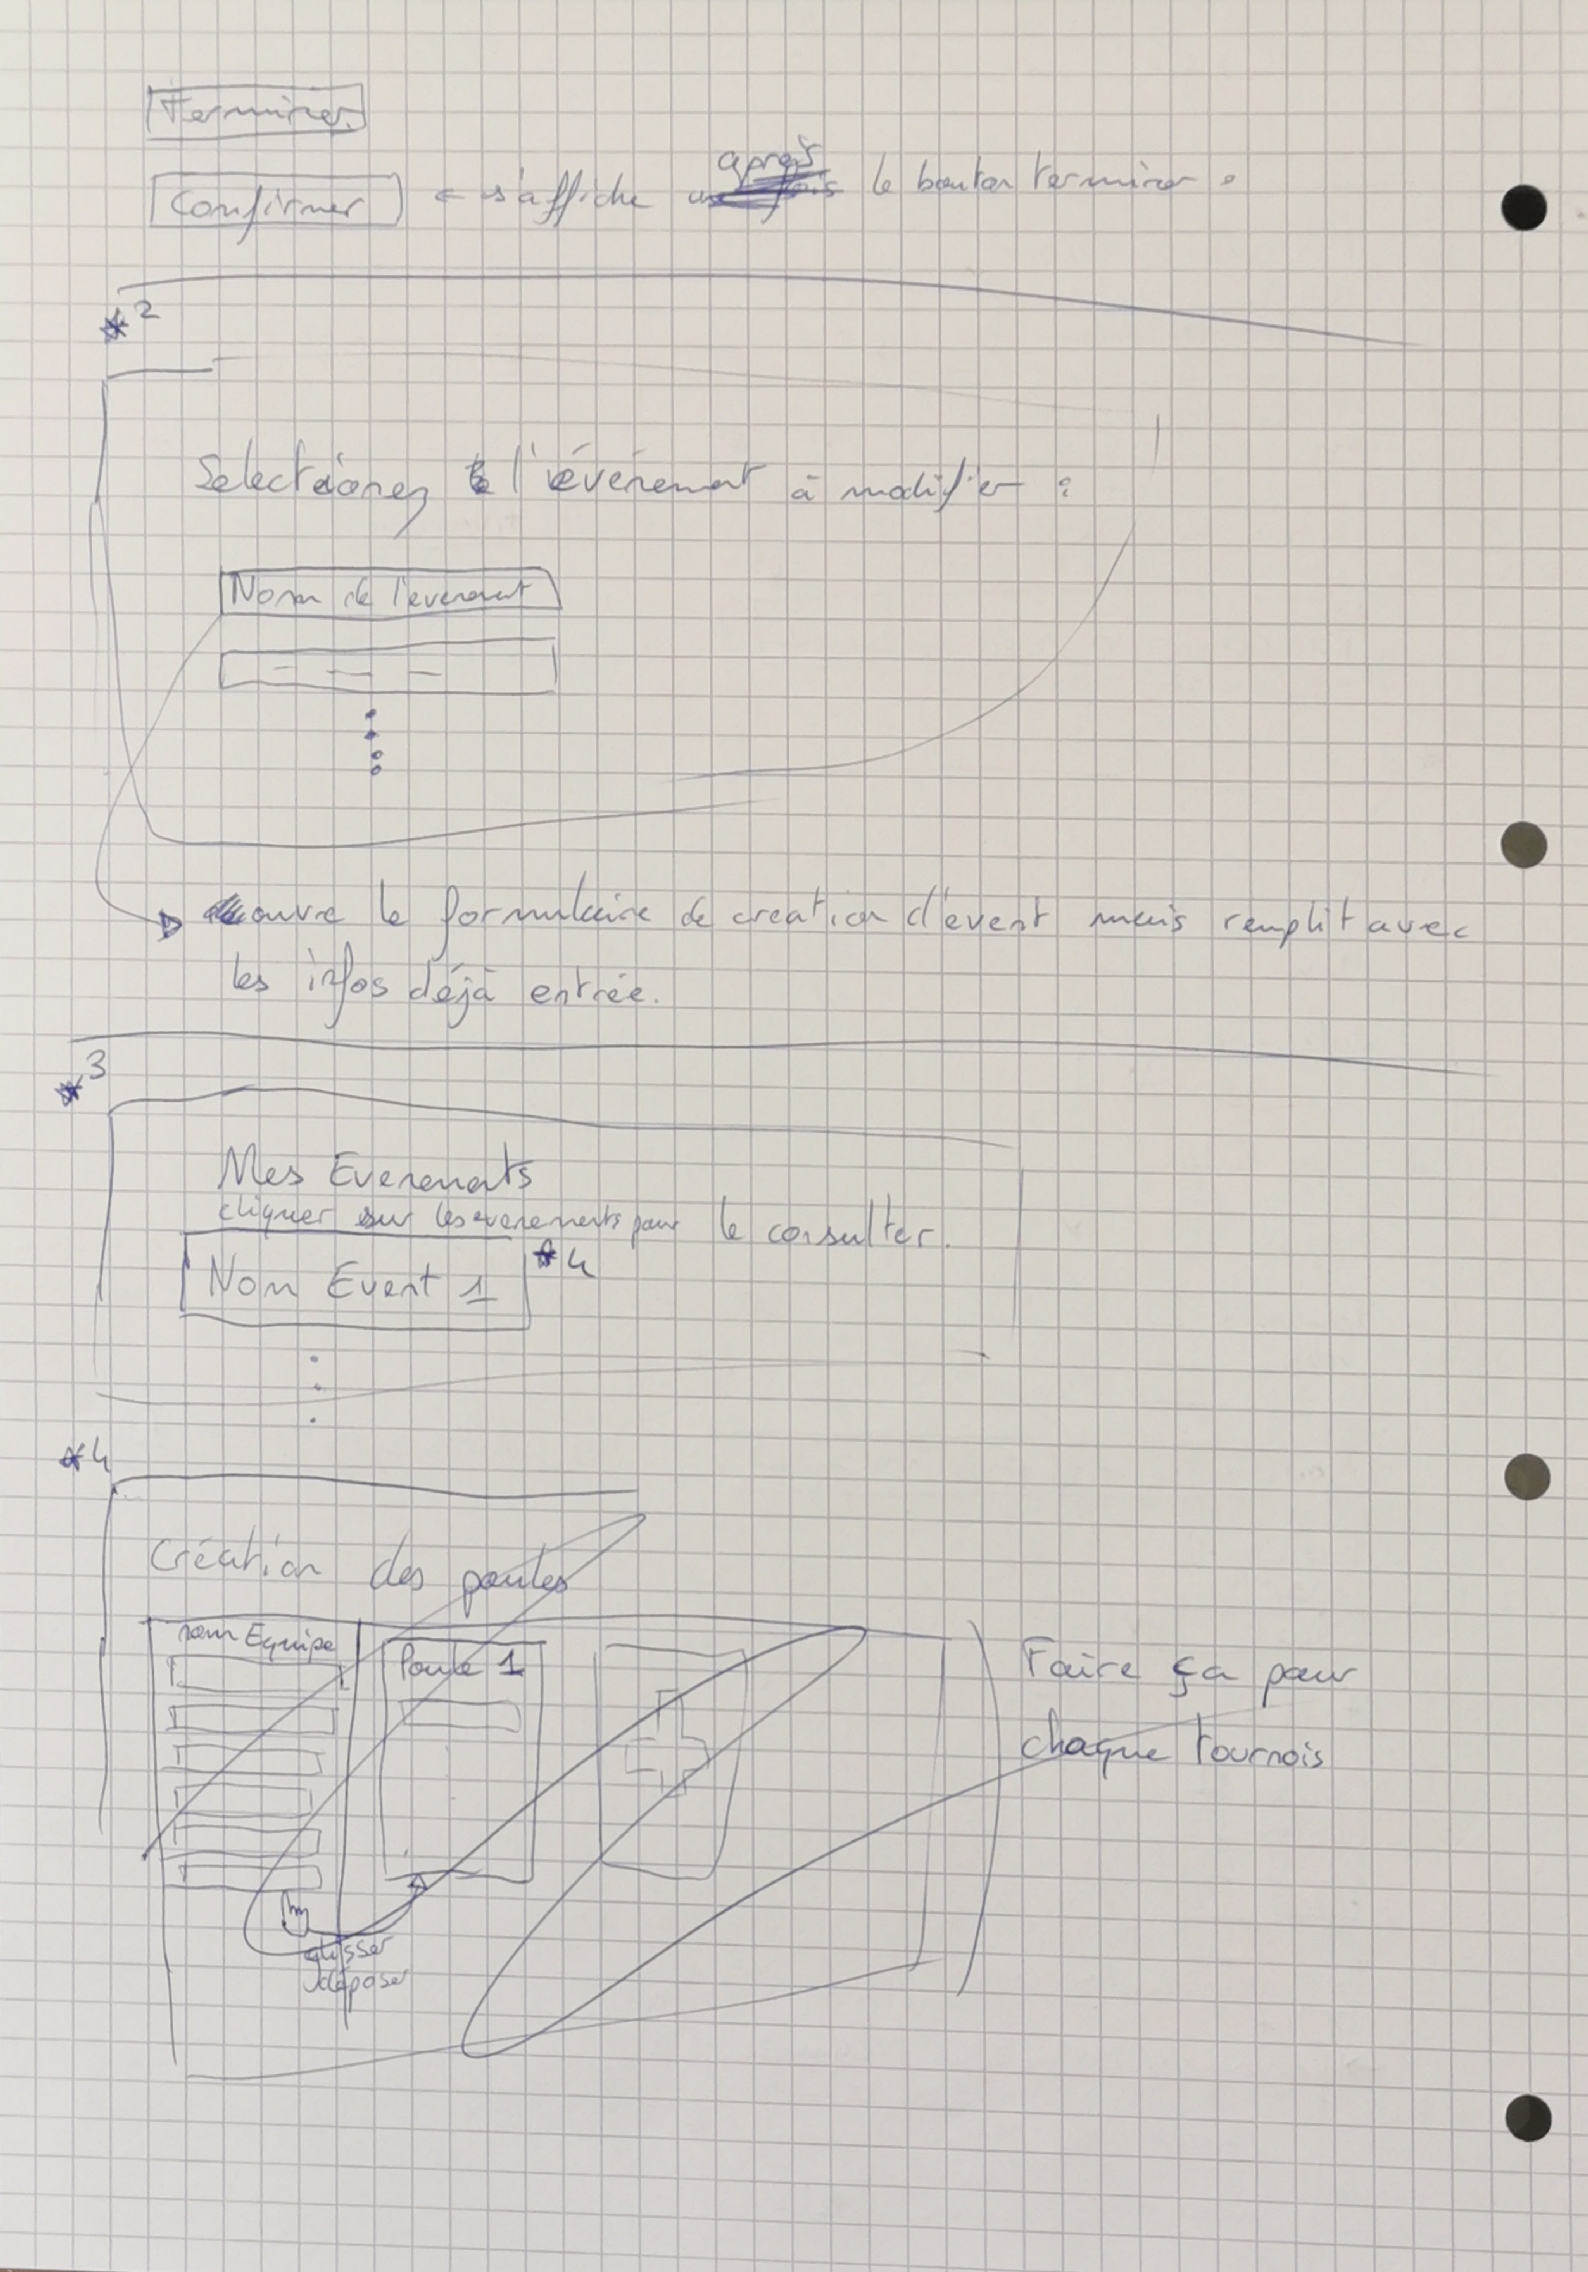 Terminer
après
Confirmer ← s'affiche le bouton terminer.
*2
Selectionez l'événement à modifier :
Nom de l'evenement
ouvre le formulaire de creation d'event mais remplit avec
les infos déjà entrée.
*3
Mes Evenements
cliquer sur les evenements pour le consulter.
*4
Nom Event 1
*4
Création des poules
nom Equipe
Poule 1
Faire ça pour
chaque tournois
glisser
déposer